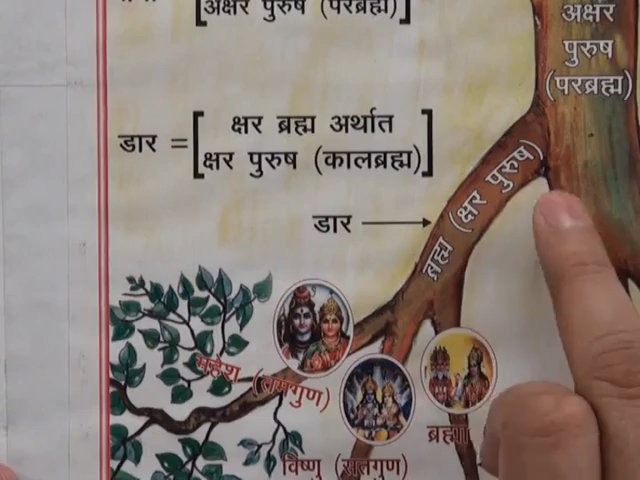 [अक्षर पुरुष (परब्रह्म)]
अक्षर
पुरुष
(परब्रह्म)
डार = [क्षर ब्रह्म अर्थात
क्षर पुरुष (कालब्रह्म)]
डार
ब्रह्म (क्षर पुरुष)
महेश (तमगुण)
ब्रह्मा
विष्णु (सतगुण)